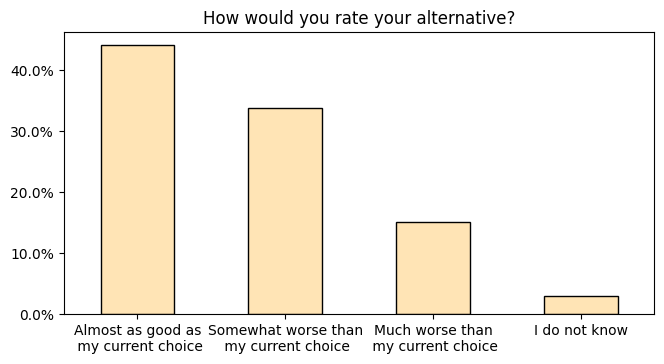 How would you rate your alternative?
40.0%
30.0%
20.0%
10.0%
0.0%
Almost as good as
my current choice
Somewhat worse than
my current choice
Much worse than
my current choice
I do not know